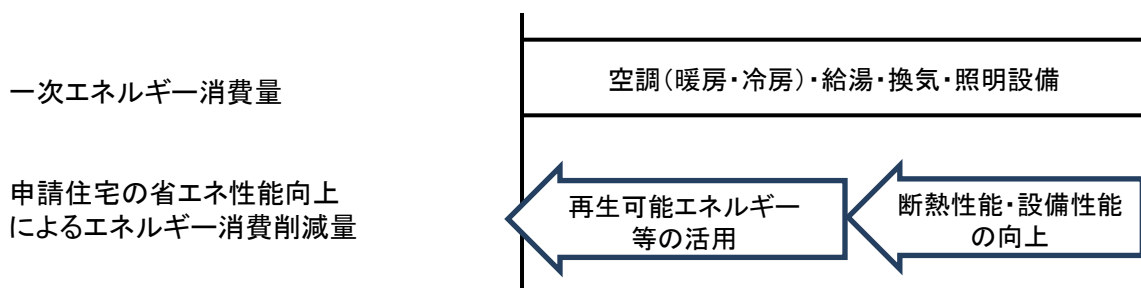 一次エネルギー消費量
空調(暖房・冷房)・給湯・換気・照明設備
申請住宅の省エネ性能向上
によるエネルギー消費削減量
再生可能エネルギー
等の活用
断熱性能・設備性能
の向上